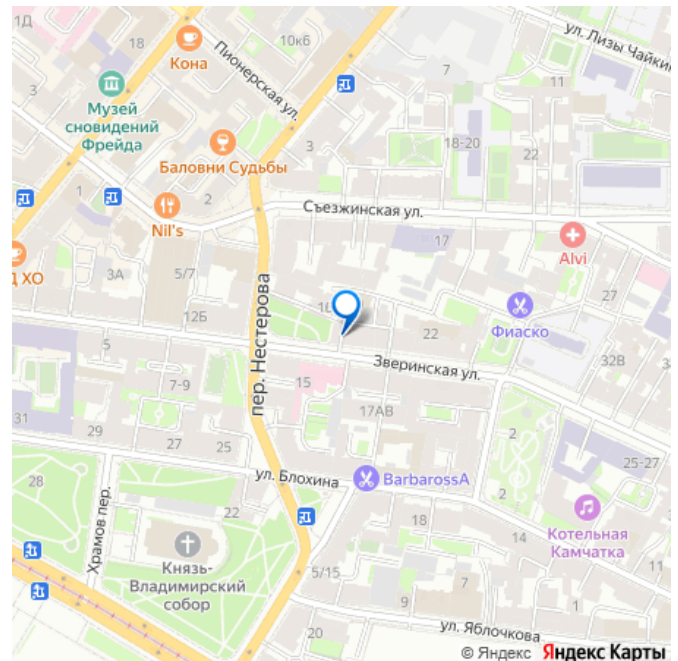 1Д
18
Кона
10к6
Пионерская ул.
ул. Лизы Чайки
7
11
3
Музей
сновидений
Фрейда
3
18-20
22
Баловни Судьбы
1
2
Съезжинская ул.
Nil's
17
Alvi
Д ХО
3А
5/7
пер. Нестерова
27
12Б
22
Фиаско
5
32В
Зверинская ул.
7-9
15
17АВ
31
29
27
25
2
25-27
ул. Блохина
BarbarossA
28
Храмов пер.
22
2
18
14
Котельная
Камчатка
Князь-
Владимирский
собор
5/15
7
9
11
20
ул. Яблочкова
© Яндекс Яндекс Карты